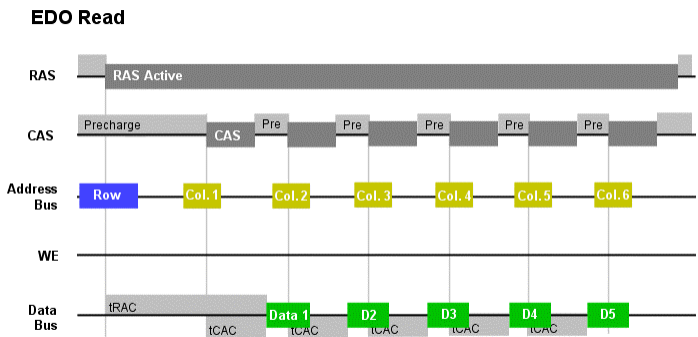 EDO Read
RAS
RAS Active
CAS
Precharge
CAS
Pre
Pre
Pre
Pre
Pre
Address
Bus
Row
Col. 1
Col. 2
Col. 3
Col. 4
Col. 5
Col. 6
WE
Data
Bus
tRAC
Data 1
D2
D3
D4
D5
tCAC
tCAC
tCAC
tCAC
tCAC